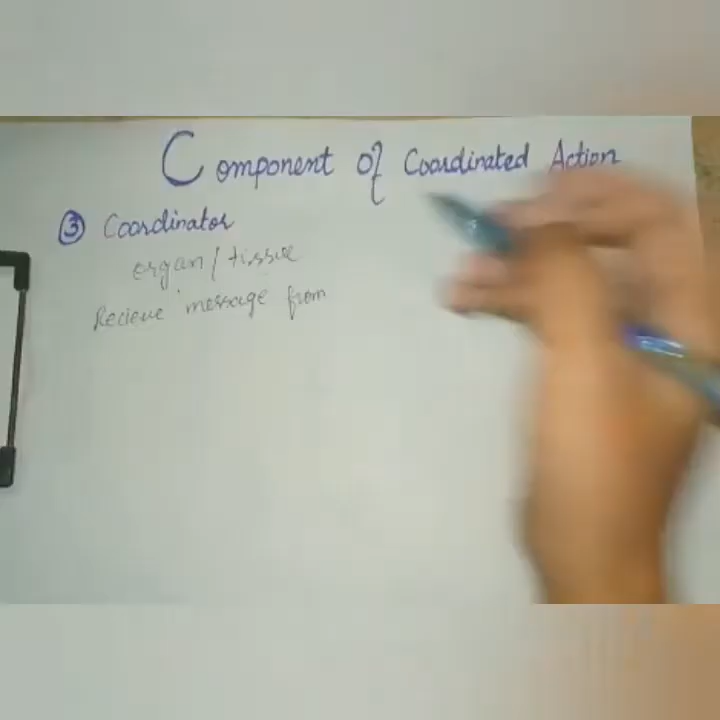 Component of Coordinated Action
③ Coordinator
organ / tissue
Recieve message from